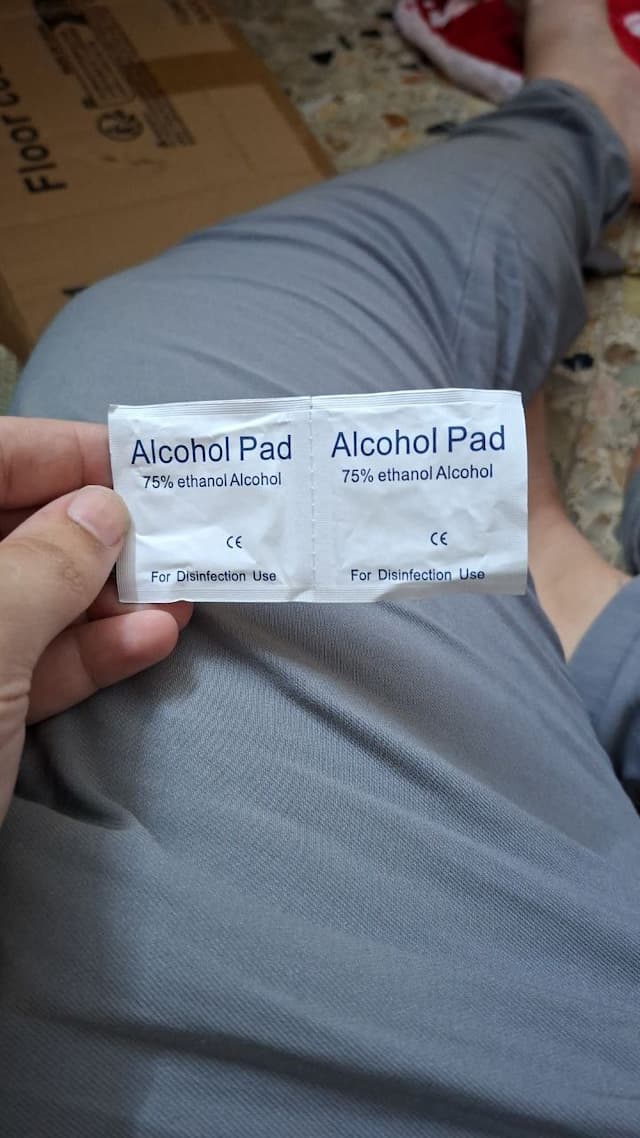 Floor
Alcohol Pad
75% ethanol Alcohol
CE
For Disinfection Use
Alcohol Pad
75% ethanol Alcohol
CE
For Disinfection Use